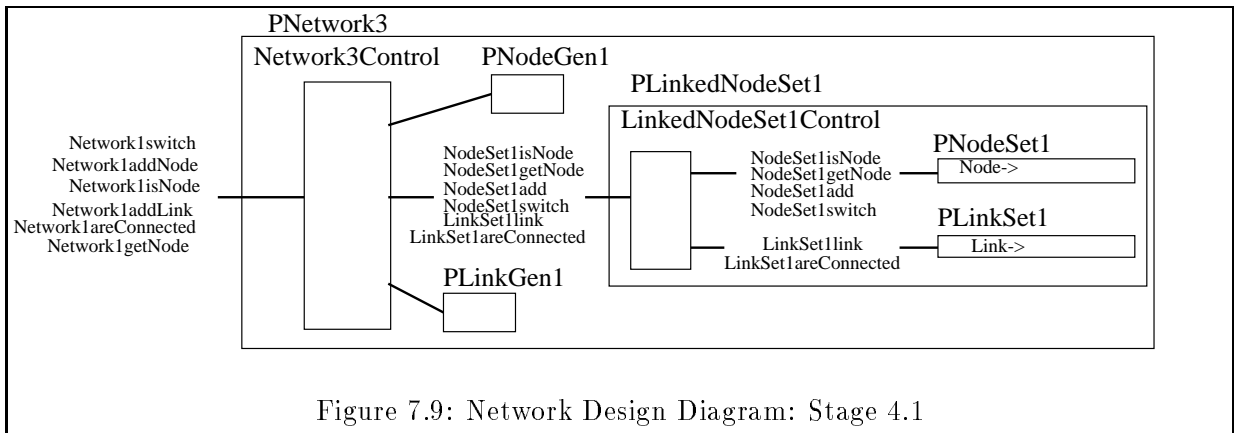 PNetwork3
Network3Control
PNodeGen1
PLinkedNodeSet1
LinkedNodeSet1Control
Network1switch
Network1addNode
Network1isNode
Network1addLink
Network1areConnected
Network1getNode
NodeSet1isNode
NodeSet1getNode
NodeSet1add
NodeSet1switch
LinkSet1link
LinkSet1areConnected
PLinkGen1
NodeSet1isNode
NodeSet1getNode
NodeSet1add
NodeSet1switch
LinkSet1link
LinkSet1areConnected
PNodeSet1
Node->
PLinkSet1
Link->
Figure 7.9: Network Design Diagram: Stage 4.1